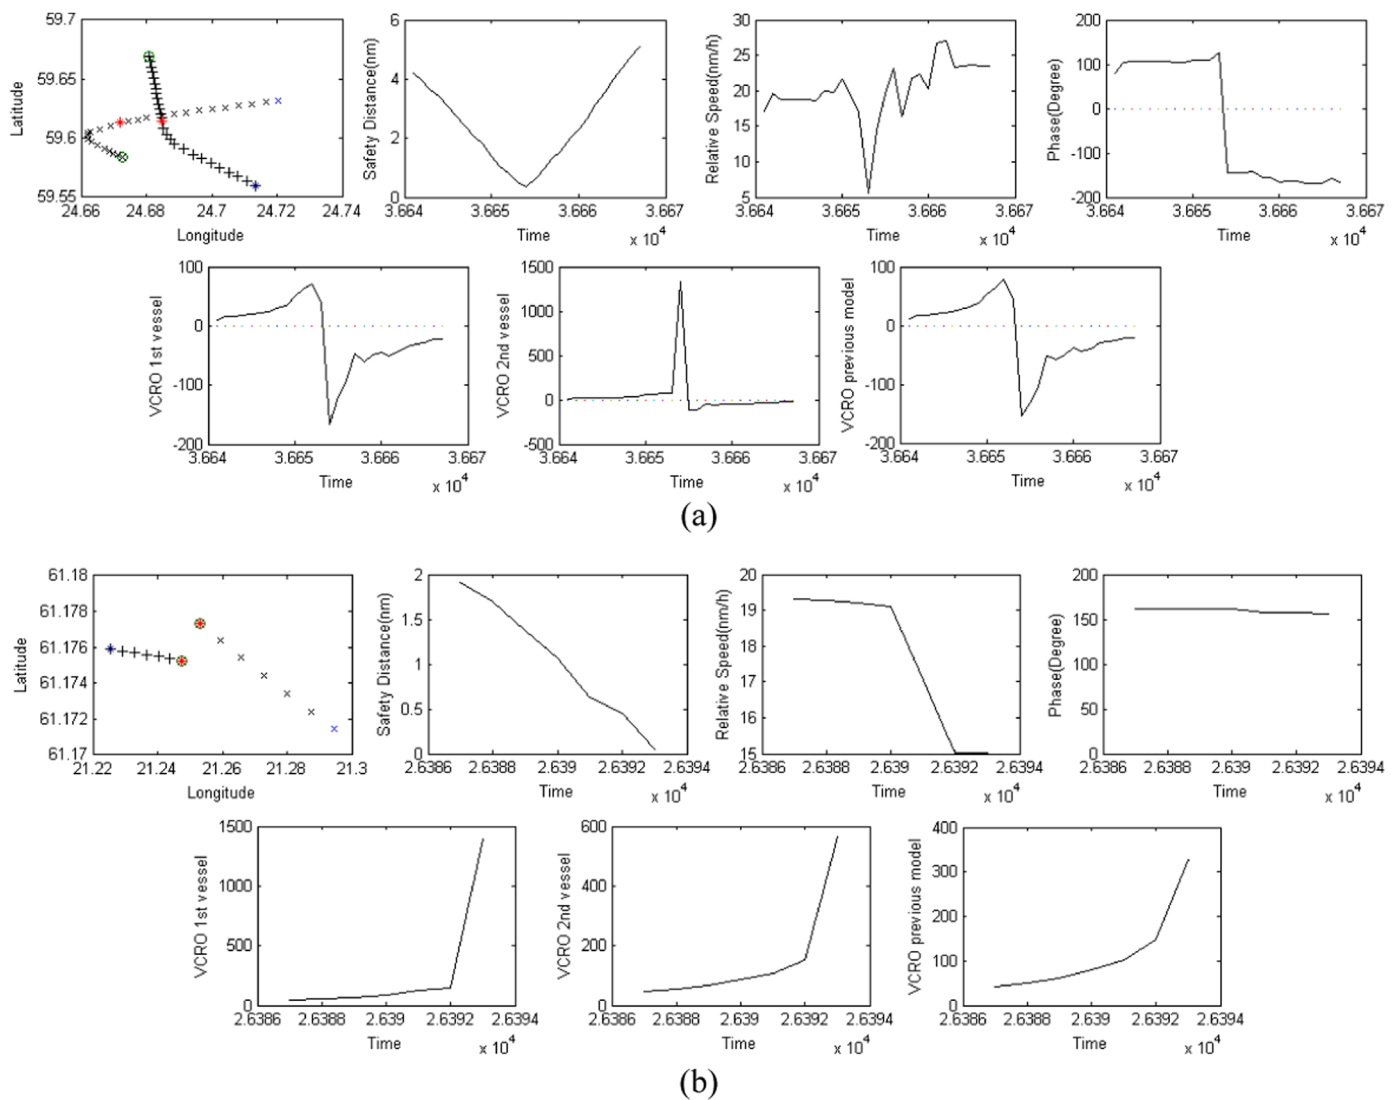 59.7
59.65
59.6
59.55
Latitude
24.66 24.68 24.7 24.72 24.74
Longitude
6
4
2
0
Safety Distance(nm)
3.664 3.665 3.666 3.667
Time
x 10^4
30
25
20
15
10
5
Relative Speed(nm/h)
3.664 3.665 3.666 3.667
Time
x 10^4
200
100
0
-100
-200
Phase(Degree)
3.664 3.665 3.666 3.667
Time
x 10^4
100
0
-100
-200
VCRO 1st vessel
3.664 3.665 3.666 3.667
Time
x 10^4
1500
1000
500
0
-500
VCRO 2nd vessel
3.664 3.665 3.666 3.667
Time
x 10^4
100
0
-100
-200
VCRO previous model
3.664 3.665 3.666 3.667
Time
x 10^4
(a)
61.18
61.178
61.176
61.174
61.172
61.17
Latitude
21.22 21.24 21.26 21.28 21.3
Longitude
2
1.5
1
0.5
0
Safety Distance(nm)
2.6386 2.6388 2.639 2.6392 2.6394
Time
x 10^4
20
19
18
17
16
15
Relative Speed(nm/h)
2.6386 2.6388 2.639 2.6392 2.6394
Time
x 10^4
200
150
100
50
0
Phase(Degree)
2.6386 2.6388 2.639 2.6392 2.6394
Time
x 10^4
1500
1000
500
0
VCRO 1st vessel
2.6386 2.6388 2.639 2.6392 2.6394
Time
x 10^4
600
400
200
0
VCRO 2nd vessel
2.6386 2.6388 2.639 2.6392 2.6394
Time
x 10^4
400
300
200
100
0
VCRO previous model
2.6386 2.6388 2.639 2.6392 2.6394
Time
x 10^4
(b)